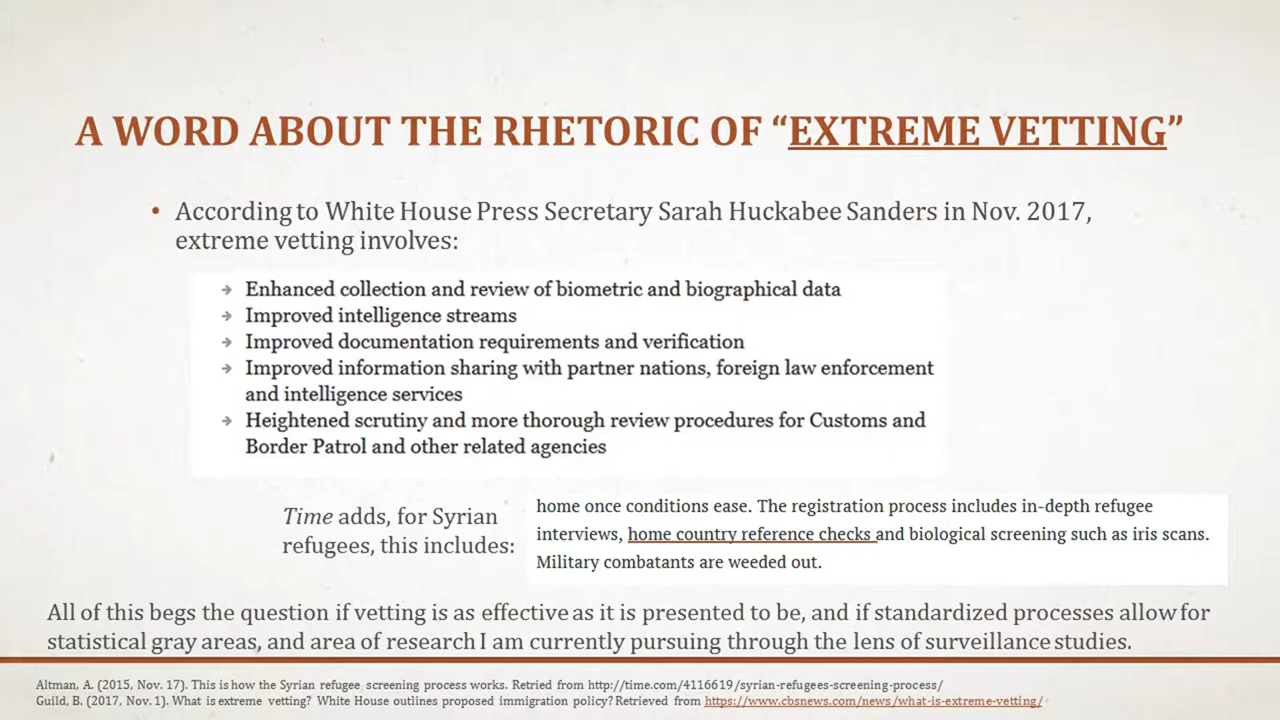 A WORD ABOUT THE RHETORIC OF “EXTREME VETTING”
• According to White House Press Secretary Sarah Huckabee Sanders in Nov. 2017,
extreme vetting involves:
→ Enhanced collection and review of biometric and biographical data
→ Improved intelligence streams
→ Improved documentation requirements and verification
→ Improved information sharing with partner nations, foreign law enforcement
and intelligence services
→ Heightened scrutiny and more thorough review procedures for Customs and
Border Patrol and other related agencies
Time adds, for Syrian
refugees, this includes:
home once conditions ease. The registration process includes in-depth refugee
interviews, home country reference checks and biological screening such as iris scans.
Military combatants are weeded out.
All of this begs the question if vetting is as effective as it is presented to be, and if standardized processes allow for
statistical gray areas, and area of research I am currently pursuing through the lens of surveillance studies.
Altman, A. (2015, Nov. 17). This is how the Syrian refugee screening process works. Retried from http://time.com/4116619/syrian-refugees-screening-process/
Guild, B. (2017, Nov. 1). What is extreme vetting? White House outlines proposed immigration policy? Retrieved from https://www.cbsnews.com/news/what-is-extreme-vetting/